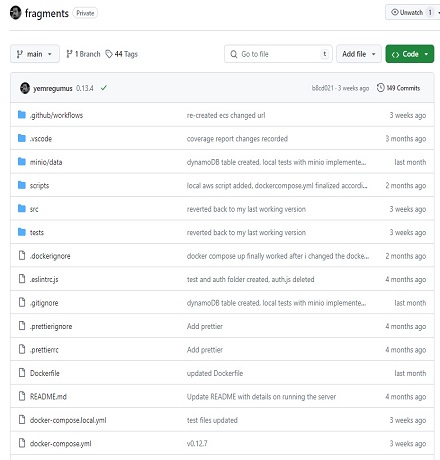 fragments Private Unwatch 1
main 1 Branch 44 Tags Go to file t Add file Code
yemregumus 0.13.4 b8cd021 · 3 weeks ago 149 Commits
.github/workflows re-created ecs changed url 3 weeks ago
.vscode coverage report changes recorded 3 months ago
minio/data dynamoDB table created. local tests with minio implemente... last month
scripts local aws script added. dockercompose.yml finalized accordi... 2 months ago
src reverted back to my last working version 3 weeks ago
tests reverted back to my last working version 3 weeks ago
.dockerignore docker compose up finally worked after i changed the docke... 2 months ago
.eslintrc.js test and auth folder created, auth.js deleted 4 months ago
.gitignore dynamoDB table created. local tests with minio implemente... last month
.prettierignore Add prettier 4 months ago
.prettierrc Add prettier 4 months ago
Dockerfile updated Dockerfile last month
README.md Update README with details on running the server 4 months ago
docker-compose.local.yml test files updated 3 weeks ago
docker-compose.yml v0.12.7 3 weeks ago